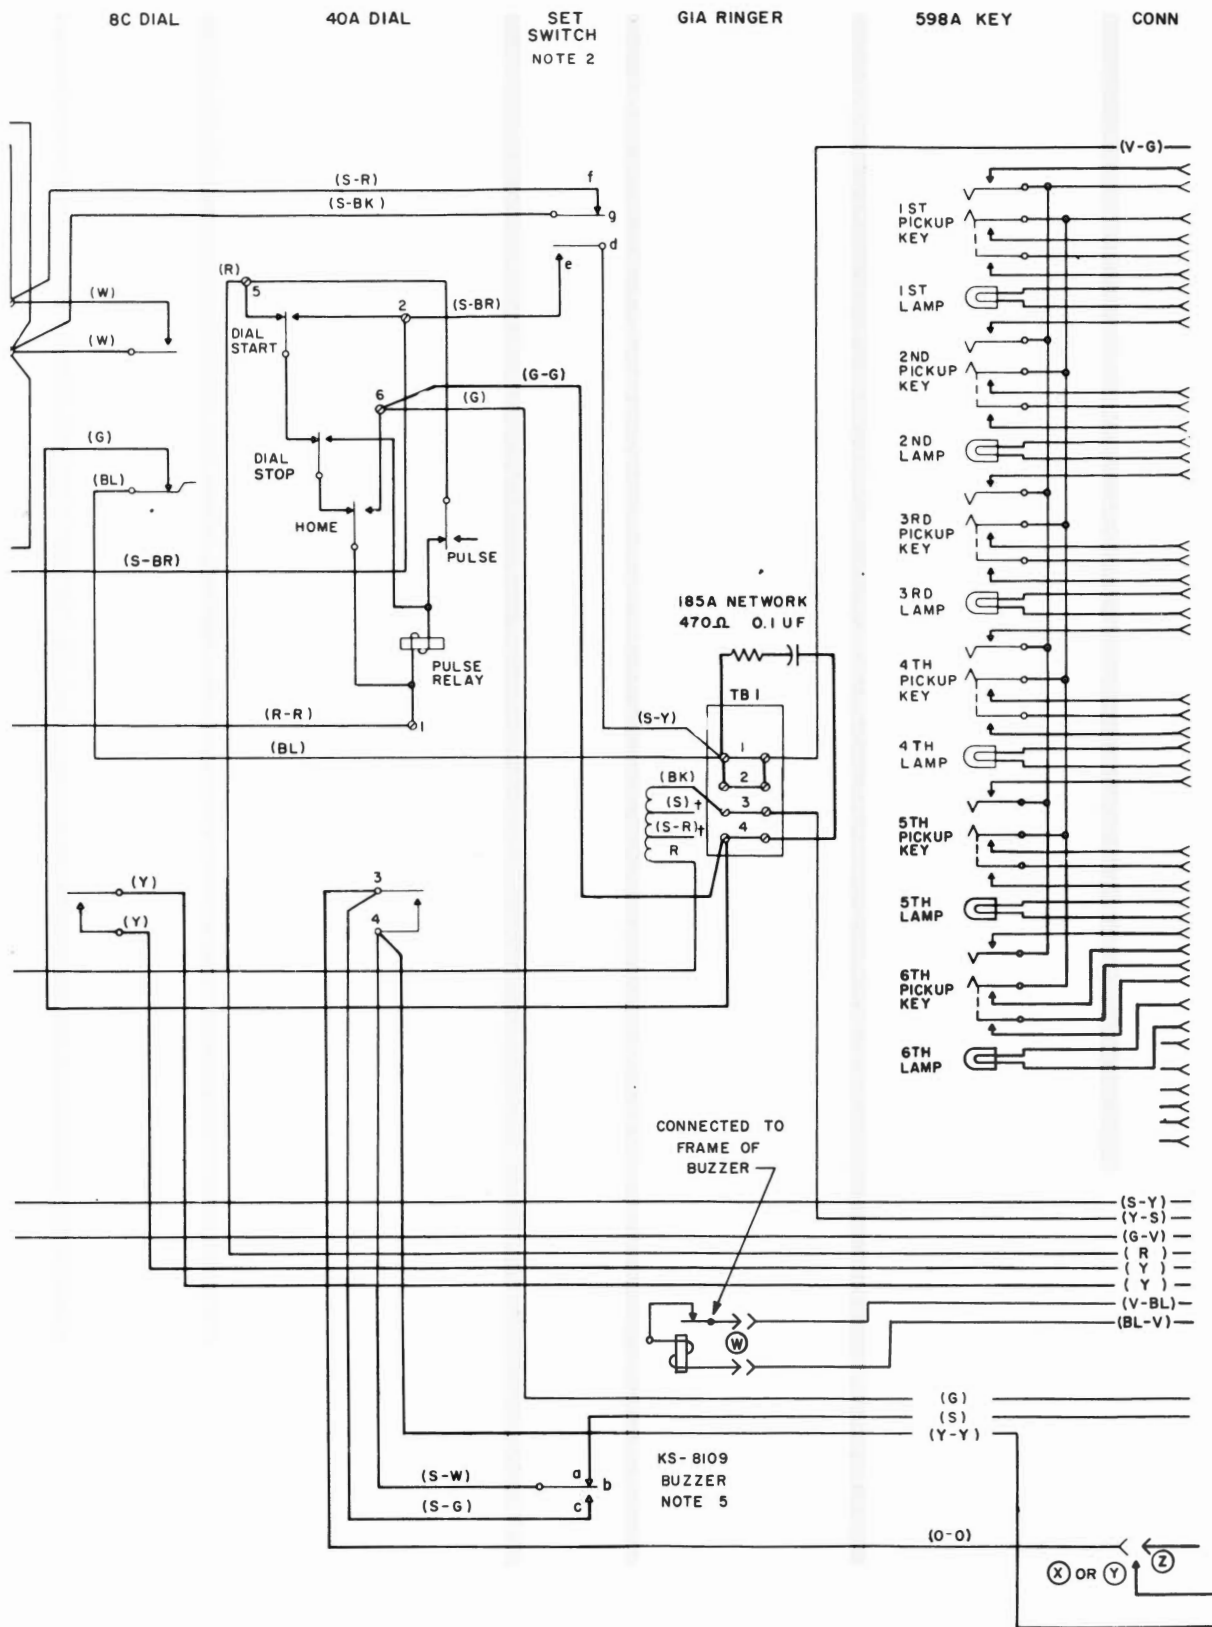 8C DIAL
40A DIAL
SET
SWITCH
NOTE 2
GIA RINGER
598A KEY
CONN
(V-G)
(S-R)
f
(S-BK)
g
d
e
(R)
5
2
(S-BR)
(W)
(W)
DIAL
START
(G-G)
6
(G)
(G)
DIAL
STOP
(BL)
HOME
PULSE
(S-BR)
PULSE
RELAY
(R-R)
1
(BL)
185A NETWORK
470Ω 0.1 UF
TB 1
(S-Y)
1
(BK)
2
(S) +
3
(S-R) +
4
R
1ST
PICKUP
KEY
1ST
LAMP
2ND
PICKUP
KEY
2ND
LAMP
3RD
PICKUP
KEY
3RD
LAMP
4TH
PICKUP
KEY
4TH
LAMP
5TH
PICKUP
KEY
5TH
LAMP
6TH
PICKUP
KEY
6TH
LAMP
(Y)
(Y)
3
4
CONNECTED TO
FRAME OF
BUZZER
(S-Y)
(Y-S)
(G-V)
( R )
( Y )
( Y )
(V-BL)
(BL-V)
W
(G)
(S)
(Y-Y)
KS-8109
BUZZER
NOTE 5
(S-W)
a
b
(S-G)
c
(O-O)
X OR Y
Z